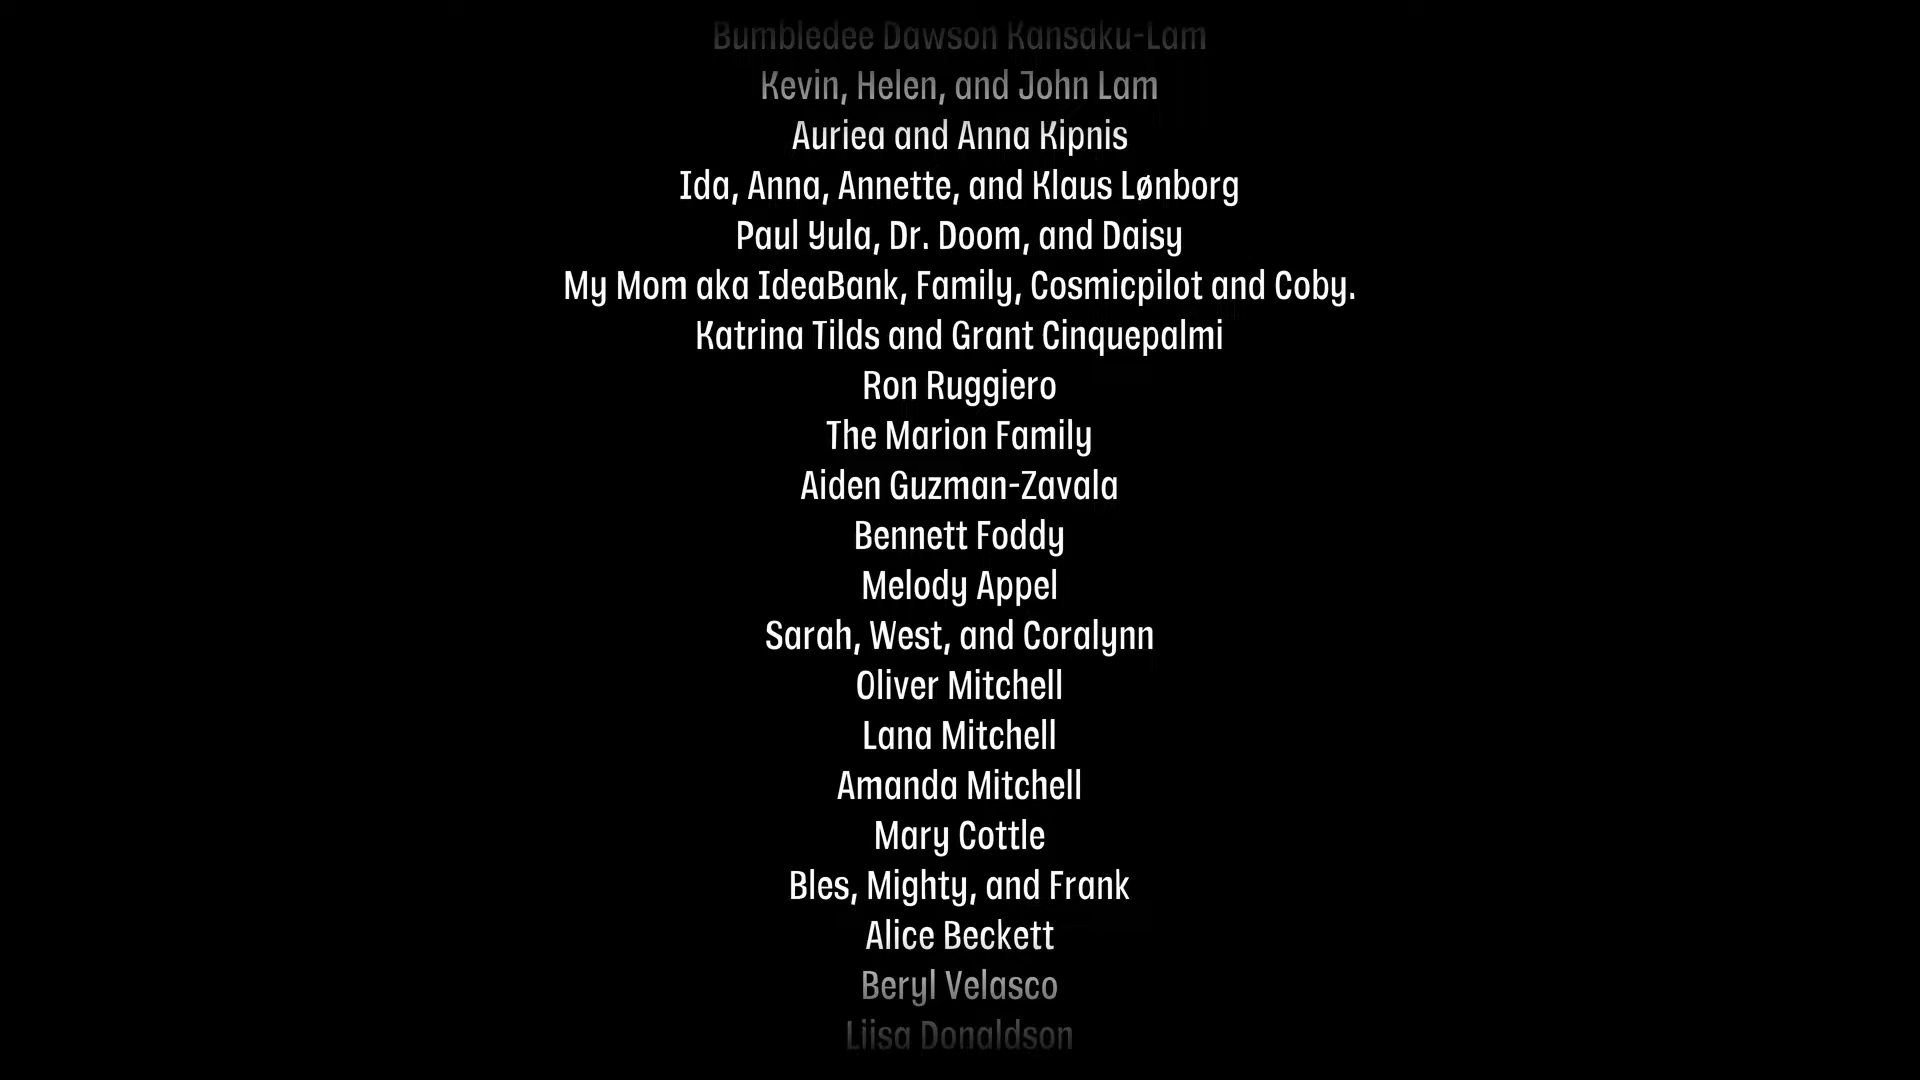 Bumbledee Dawson Kansaku-Lam
Kevin, Helen, and John Lam
Auriea and Anna Kipnis
Ida, Anna, Annette, and Klaus Lønborg
Paul Yula, Dr. Doom, and Daisy
My Mom aka IdeaBank, Family, Cosmicpilot and Coby.
Katrina Tilds and Grant Cinquepalmi
Ron Ruggiero
The Marion Family
Aiden Guzman-Zavala
Bennett Foddy
Melody Appel
Sarah, West, and Coralynn
Oliver Mitchell
Lana Mitchell
Amanda Mitchell
Mary Cottle
Bles, Mighty, and Frank
Alice Beckett
Beryl Velasco
Liisa Donaldson